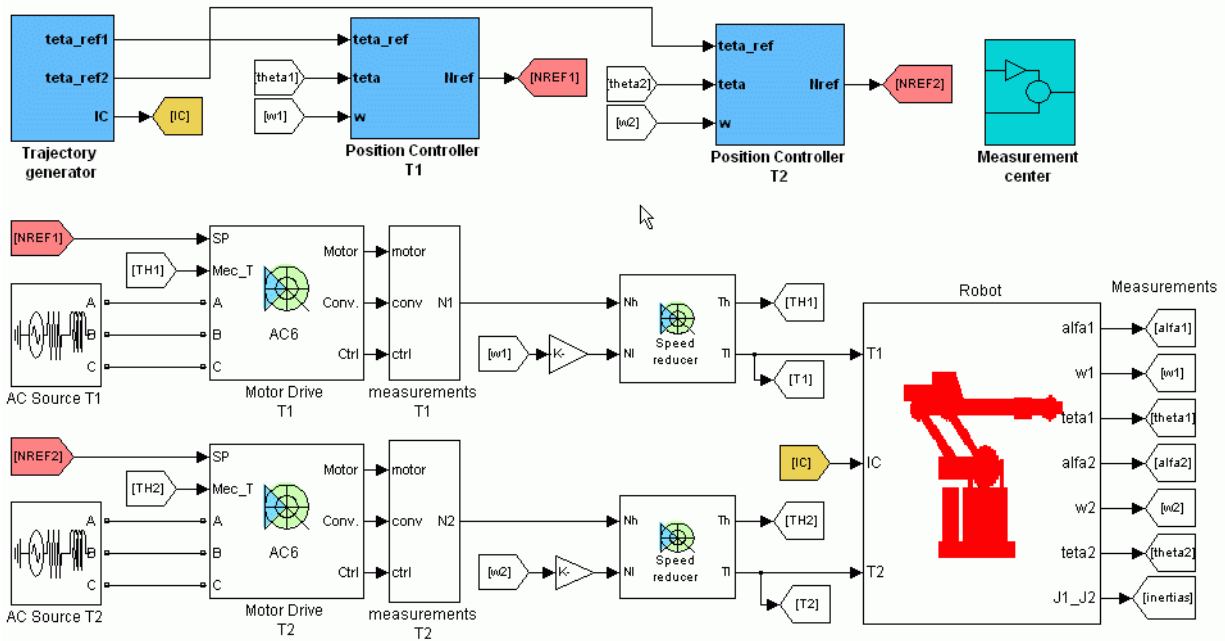 teta_ref1
teta_ref2
IC
Trajectory
generator
[IC]
teta_ref
teta
w
Nref
[theta1]
[w1]
Position Controller
T1
[NREF1]
teta_ref
teta
w
Nref
[theta2]
[w2]
Position Controller
T2
[NREF2]
Measurement
center
[NREF1]
[TH1]
A
B
C
AC Source T1
SP
Mec_T
A
B
C
Motor
Conv.
Ctrl
AC6
Motor Drive
T1
motor
conv
ctrl
N1
measurements
T1
[w1]
K-
Nh
Nl
Th
Tl
Speed
reducer
[TH1]
[T1]
[NREF2]
[TH2]
A
B
C
AC Source T2
SP
Mec_T
A
B
C
Motor
Conv.
Ctrl
AC6
Motor Drive
T2
motor
conv
ctrl
N2
measurements
T2
[w2]
K-
Nh
Nl
Th
Tl
Speed
reducer
[TH2]
[T2]
[IC]
Robot
T1
IC
T2
alfa1
w1
teta1
alfa2
w2
teta2
J1_J2
Measurements
[alfa1]
[w1]
[theta1]
[alfa2]
[w2]
[theta2]
[inertias]